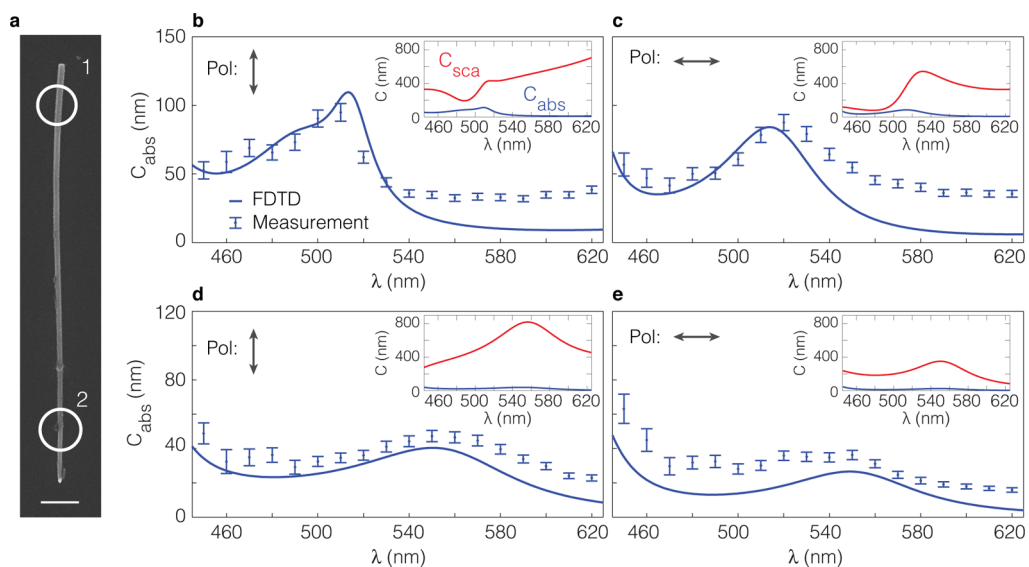 a
1
2
b
150
100
50
0
C_abs (nm)
Pol:
FDTD
Measurement
460 500 540 580 620
λ (nm)
800
400
0
C (nm)
C_sca
C_abs
460 500 540 580 620
λ (nm)
c
Pol:
460 500 540 580 620
λ (nm)
800
400
0
C (nm)
460 500 540 580 620
λ (nm)
d
120
80
40
0
C_abs (nm)
Pol:
460 500 540 580 620
λ (nm)
800
400
0
C (nm)
460 500 540 580 620
λ (nm)
e
Pol:
460 500 540 580 620
λ (nm)
800
400
0
C (nm)
460 500 540 580 620
λ (nm)